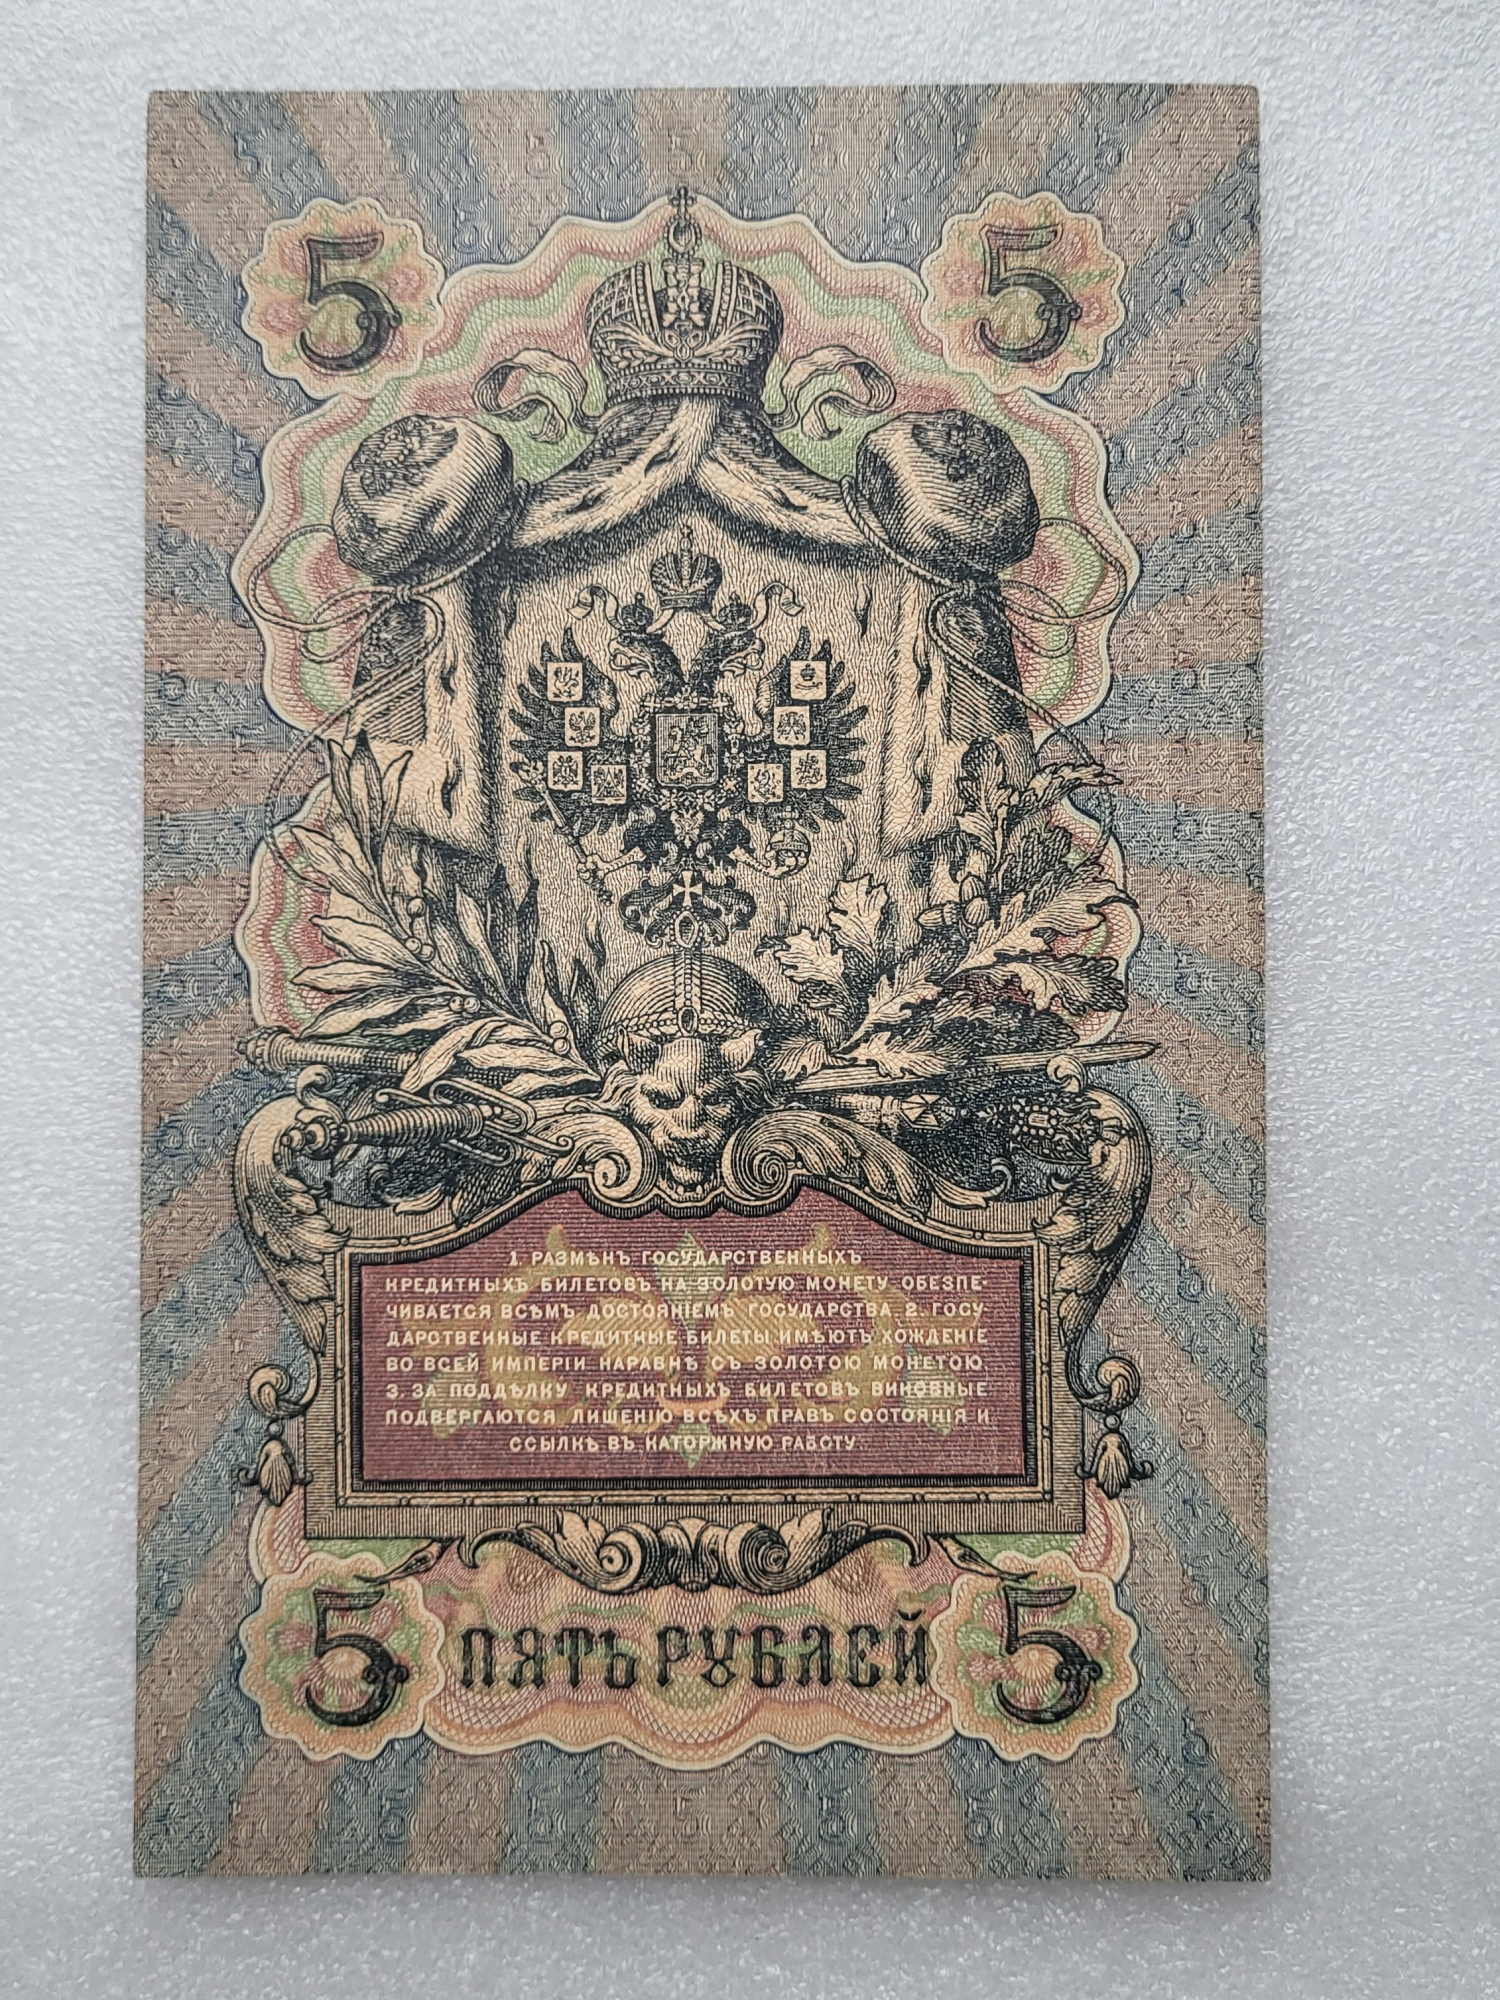 5 5
1. РАЗМѢНЪ ГОСУДАРСТВЕННЫХЪ
КРЕДИТНЫХЪ БИЛЕТОВЪ НА ЗОЛОТУЮ МОНЕТУ ОБЕЗПЕ-
ЧИВАЕТСЯ ВСѢМЪ ДОСТОЯНІЕМЪ ГОСУДАРСТВА. 2. ГОСУ-
ДАРСТВЕННЫЕ КРЕДИТНЫЕ БИЛЕТЫ ИМѢЮТЪ ХОЖДЕНІЕ
ВО ВСЕЙ ИМПЕРІИ НАРАВНѢ СЪ ЗОЛОТОЮ МОНЕТОЮ.
3. ЗА ПОДДѢЛКУ КРЕДИТНЫХЪ БИЛЕТОВЪ ВИНОВНЫЕ
ПОДВЕРГАЮТСЯ ЛИШЕНІЮ ВСѢХЪ ПРАВЪ СОСТОЯНІЯ И
ССЫЛКѢ ВЪ КАТОРЖНУЮ РАБОТУ.
5 ПЯТЬ РУБЛЕЙ 5